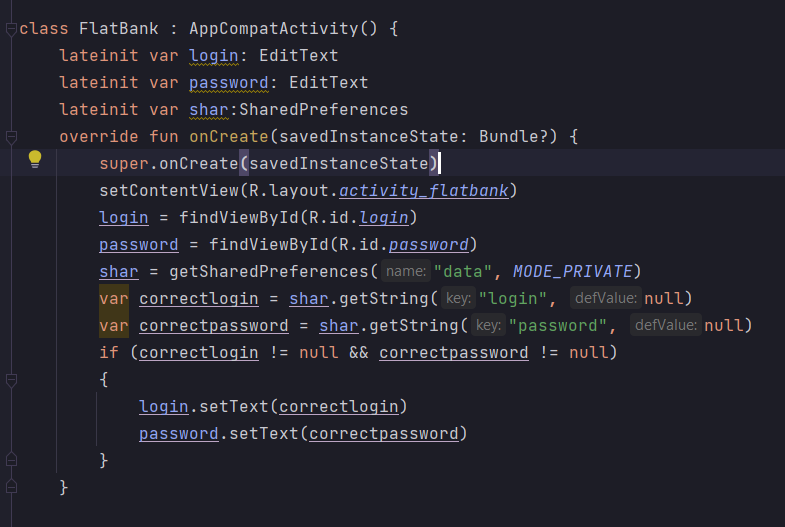 class FlatBank : AppCompatActivity() {
lateinit var login: EditText
lateinit var password: EditText
lateinit var shar:SharedPreferences
override fun onCreate(savedInstanceState: Bundle?) {
super.onCreate(savedInstanceState)
setContentView(R.layout.activity_flatbank)
login = findViewById(R.id.login)
password = findViewById(R.id.password)
shar = getSharedPreferences( name: "data", MODE_PRIVATE)
var correctlogin = shar.getString( key: "login", defValue: null)
var correctpassword = shar.getString( key: "password", defValue: null)
if (correctlogin != null && correctpassword != null)
{
login.setText(correctlogin)
password.setText(correctpassword)
}
}